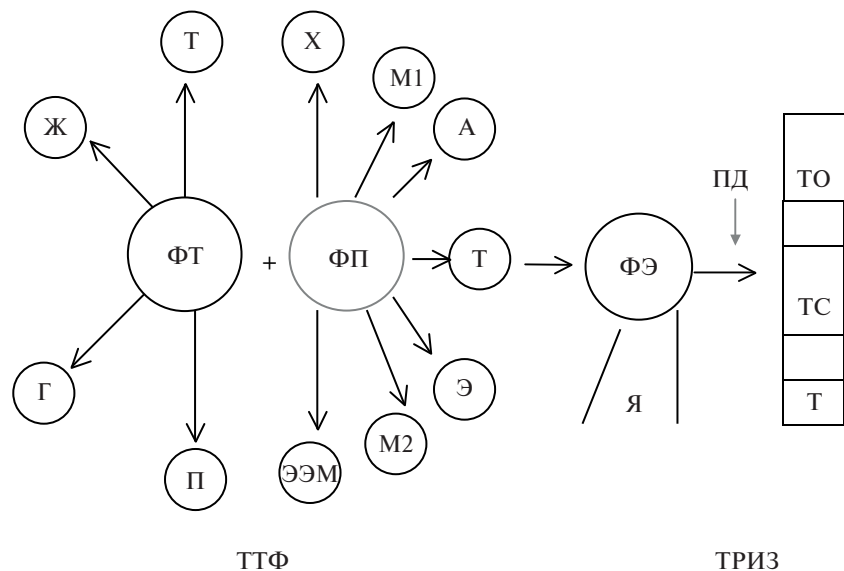 Т
Х
М1
Ж
А
ПД
ТО
ФТ
+
ФП
Т
ФЭ
ТС
Г
Э
Я
Т
М2
П
ЭЭМ
ТТФ
ТРИЗ